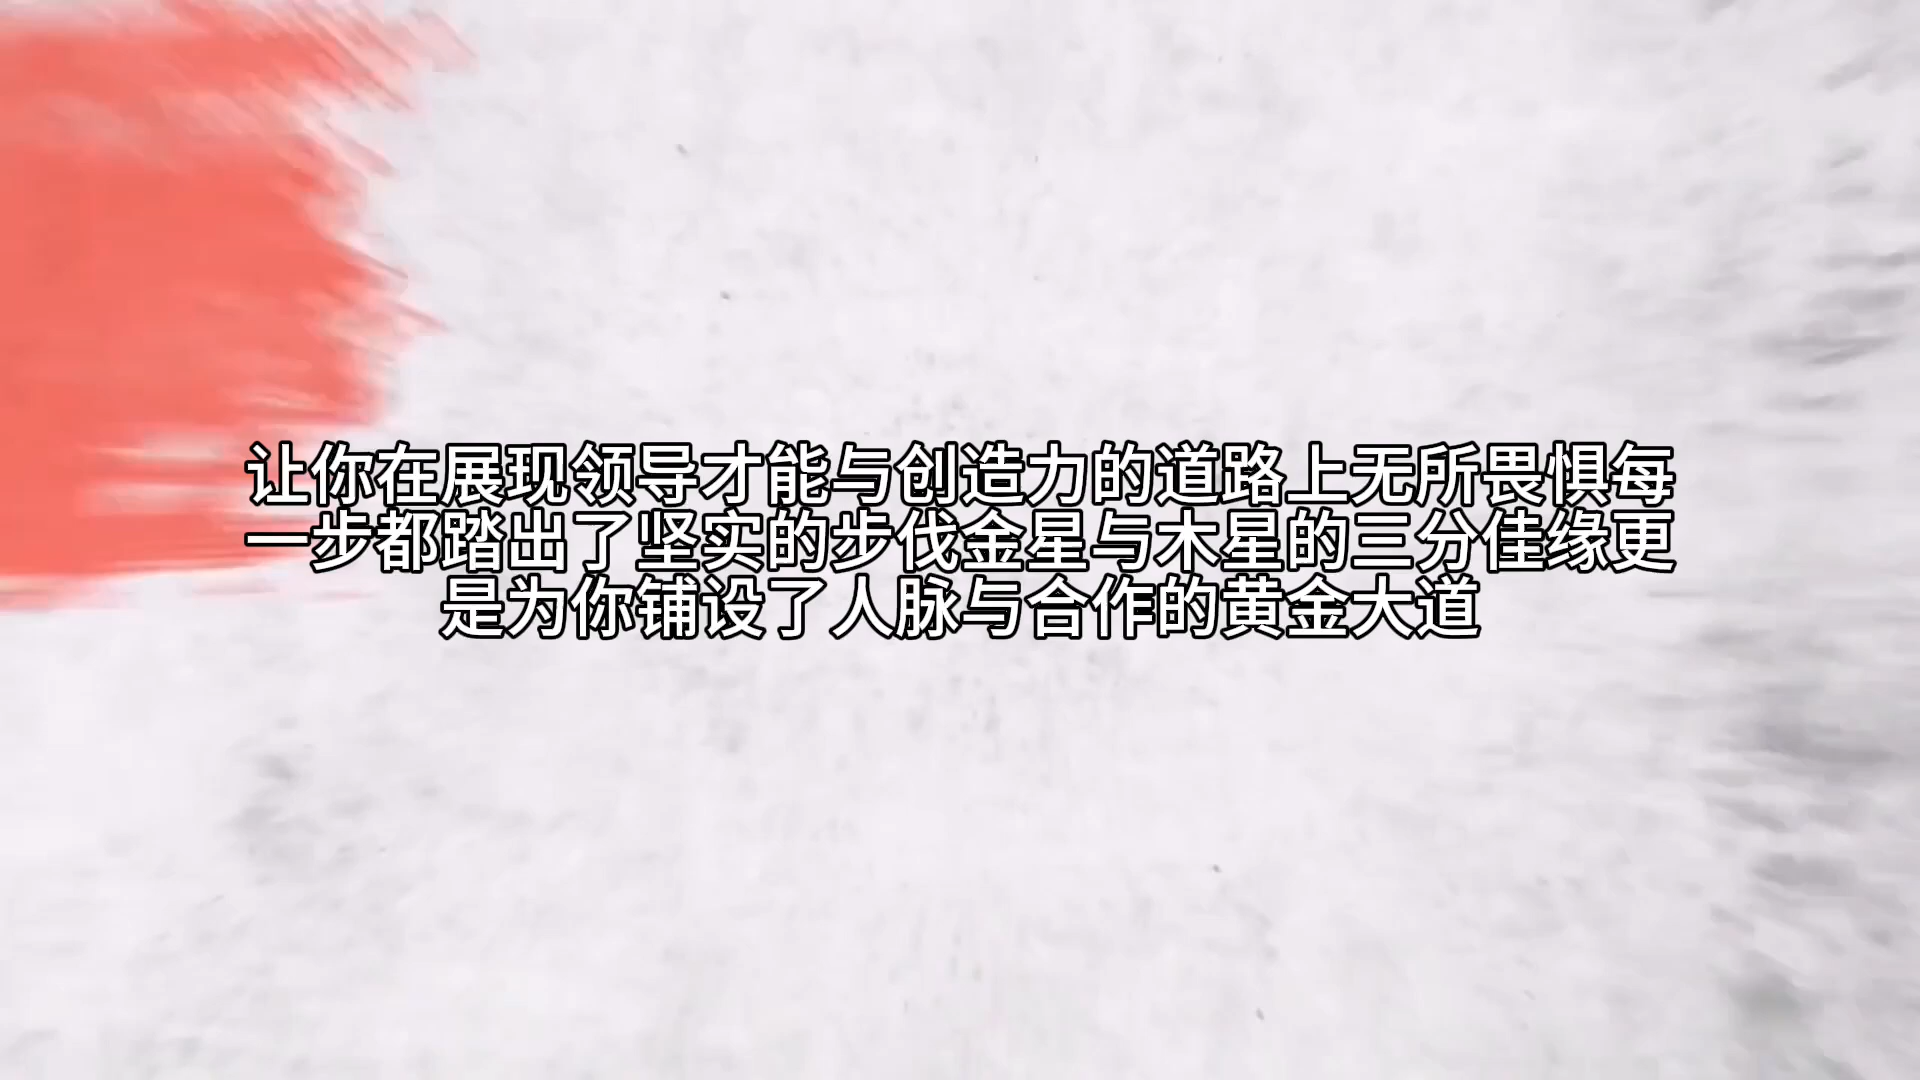 让你在展现领导才能与创造力的道路上无所畏惧每
一步都踏出了坚实的步伐金星与木星的三分佳缘更
是为你铺设了人脉与合作的黄金大道